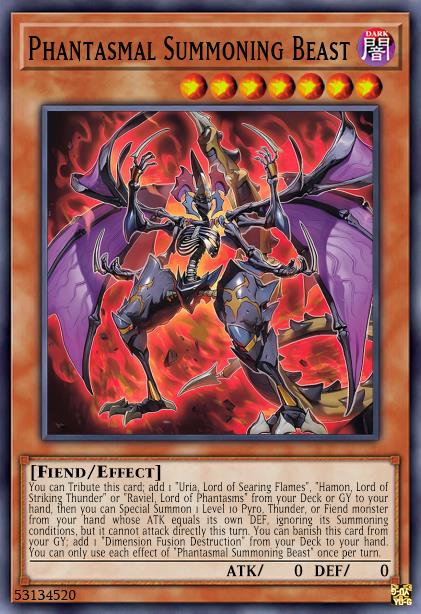 Phantasmal Summoning Beast
DARK
闇
[Fiend/Effect]
You can Tribute this card; add 1 "Uria, Lord of Searing Flames", "Hamon, Lord of
Striking Thunder" or "Raviel, Lord of Phantasms" from your Deck or GY to your
hand, then you can Special Summon 1 Level 10 Pyro, Thunder, or Fiend monster
from your hand whose ATK equals its own DEF, ignoring its Summoning
conditions, but it cannot attack directly this turn. You can banish this card from
your GY; add 1 "Dimension Fusion Destruction" from your Deck to your hand.
You can only use each effect of "Phantasmal Summoning Beast" once per turn.
ATK/ 0 DEF/ 0
53134520